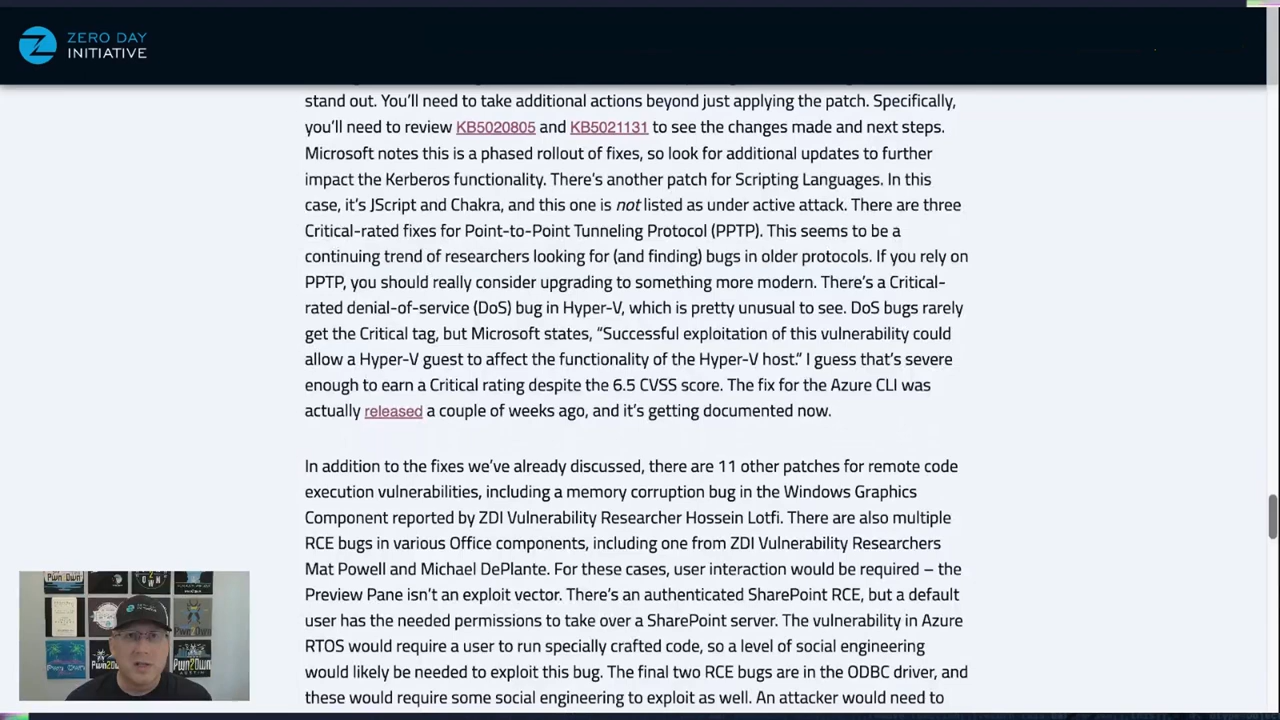 ZERO DAY
INITIATIVE
stand out. You’ll need to take additional actions beyond just applying the patch. Specifically,
you’ll need to review KB5020805 and KB5021131 to see the changes made and next steps.
Microsoft notes this is a phased rollout of fixes, so look for additional updates to further
impact the Kerberos functionality. There’s another patch for Scripting Languages. In this
case, it’s JScript and Chakra, and this one is not listed as under active attack. There are three
Critical-rated fixes for Point-to-Point Tunneling Protocol (PPTP). This seems to be a
continuing trend of researchers looking for (and finding) bugs in older protocols. If you rely on
PPTP, you should really consider upgrading to something more modern. There’s a Critical-
rated denial-of-service (DoS) bug in Hyper-V, which is pretty unusual to see. DoS bugs rarely
get the Critical tag, but Microsoft states, “Successful exploitation of this vulnerability could
allow a Hyper-V guest to affect the functionality of the Hyper-V host.” I guess that’s severe
enough to earn a Critical rating despite the 6.5 CVSS score. The fix for the Azure CLI was
actually released a couple of weeks ago, and it’s getting documented now.
In addition to the fixes we’ve already discussed, there are 11 other patches for remote code
execution vulnerabilities, including a memory corruption bug in the Windows Graphics
Component reported by ZDI Vulnerability Researcher Hossein Lotfi. There are also multiple
RCE bugs in various Office components, including one from ZDI Vulnerability Researchers
Mat Powell and Michael DePlante. For these cases, user interaction would be required – the
Preview Pane isn’t an exploit vector. There’s an authenticated SharePoint RCE, but a default
user has the needed permissions to take over a SharePoint server. The vulnerability in Azure
RTOS would require a user to run specially crafted code, so a level of social engineering
would likely be needed to exploit this bug. The final two RCE bugs are in the ODBC driver, and
these would require some social engineering to exploit as well. An attacker would need to